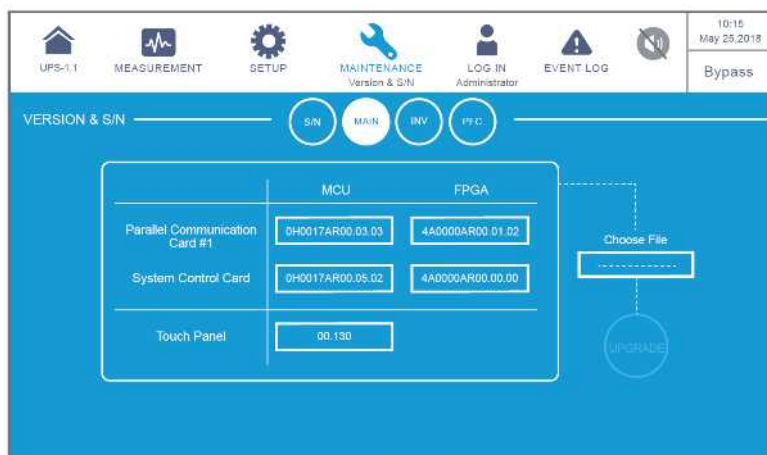 10:15
May 25,2018
UPS-1.1
MEASUREMENT
SETUP
MAINTENANCE
Version & S/N
LOG IN
Administrator
EVENT LOG
Bypass
VERSION & S/N
S/N
MAIN
INV
PFC
MCU
FPGA
Parallel Communication
Card #1
0H0017AR00.03.03
4A0000AR00.01.02
Choose File
System Control Card
0H0017AR00.05.02
4A0000AR00.00.00
Touch Panel
00.130
UPGRADE